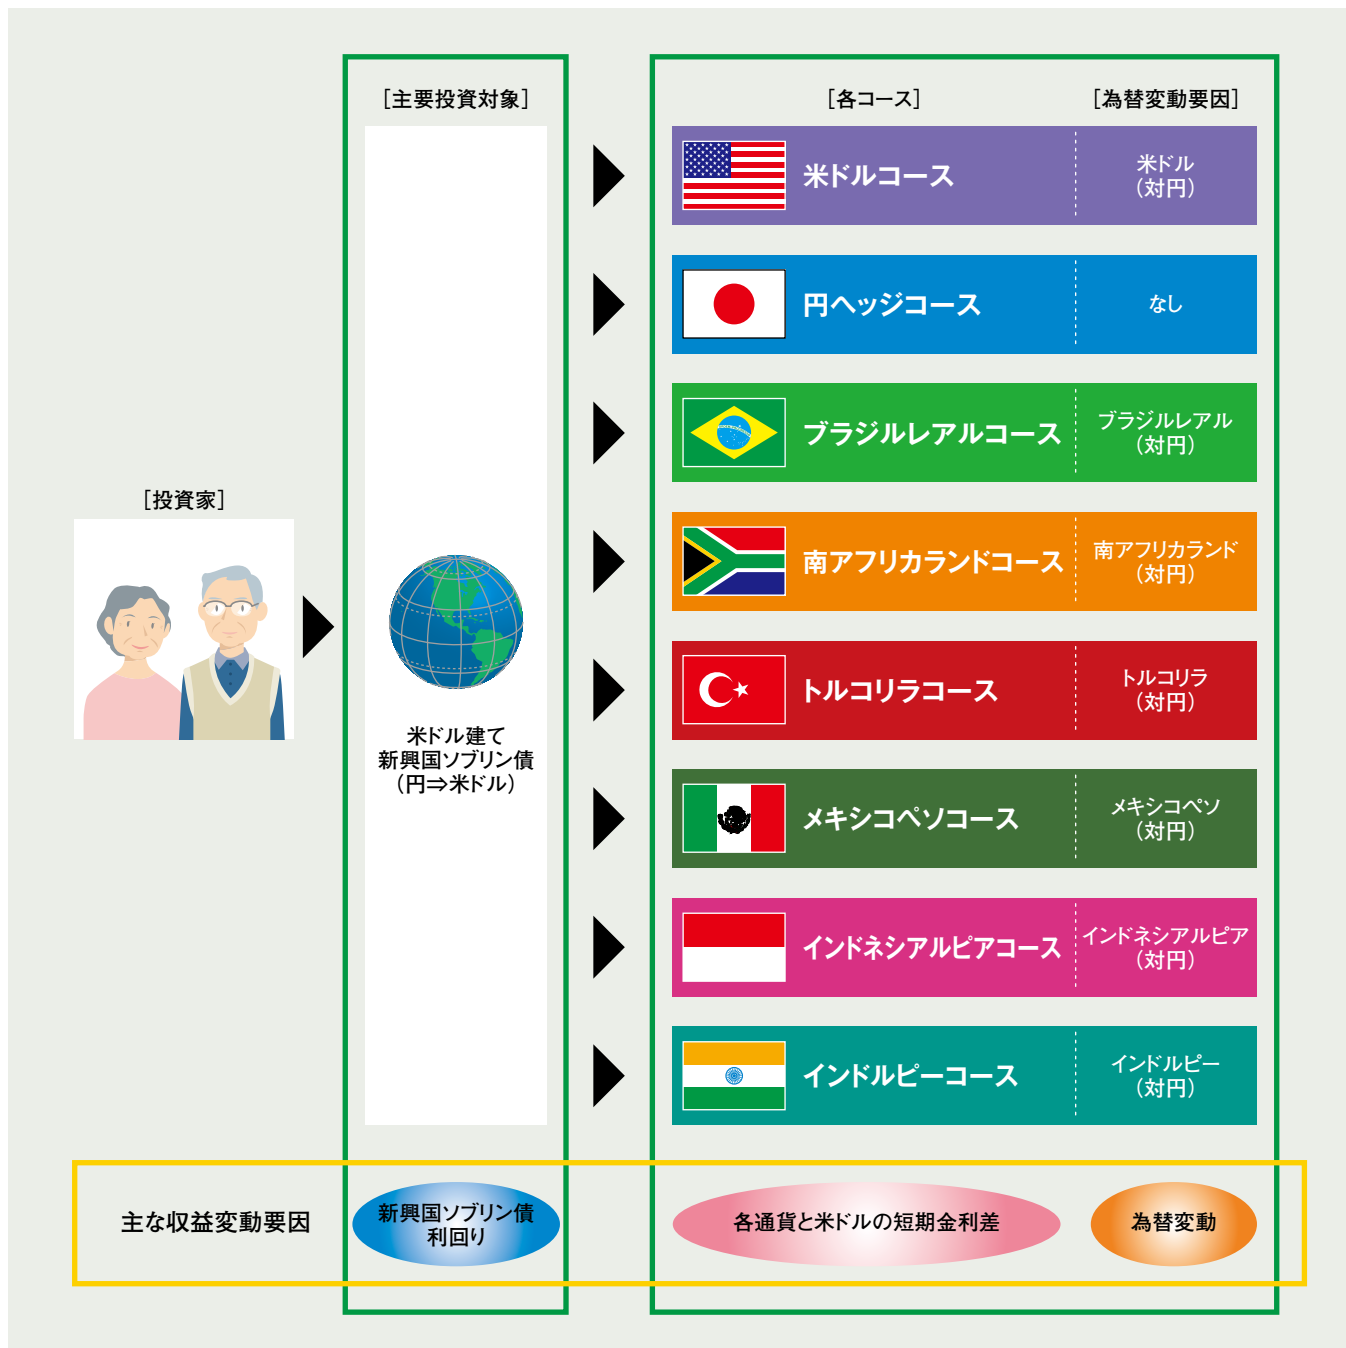 ［主要投資対象］
［各コース］
［為替変動要因］
米ドルコース
米ドル
（対円）
円ヘッジコース
なし
ブラジルレアルコース
ブラジルレアル
（対円）
南アフリカランドコース
南アフリカランド
（対円）
トルコリラコース
トルコリラ
（対円）
メキシコペソコース
メキシコペソ
（対円）
インドネシアルピアコース
インドネシアルピア
（対円）
インドルピーコース
インドルピー
（対円）
［投資家］
米ドル建て
新興国ソブリン債
（円⇒米ドル）
主な収益変動要因
新興国ソブリン債
利回り
各通貨と米ドルの短期金利差
為替変動